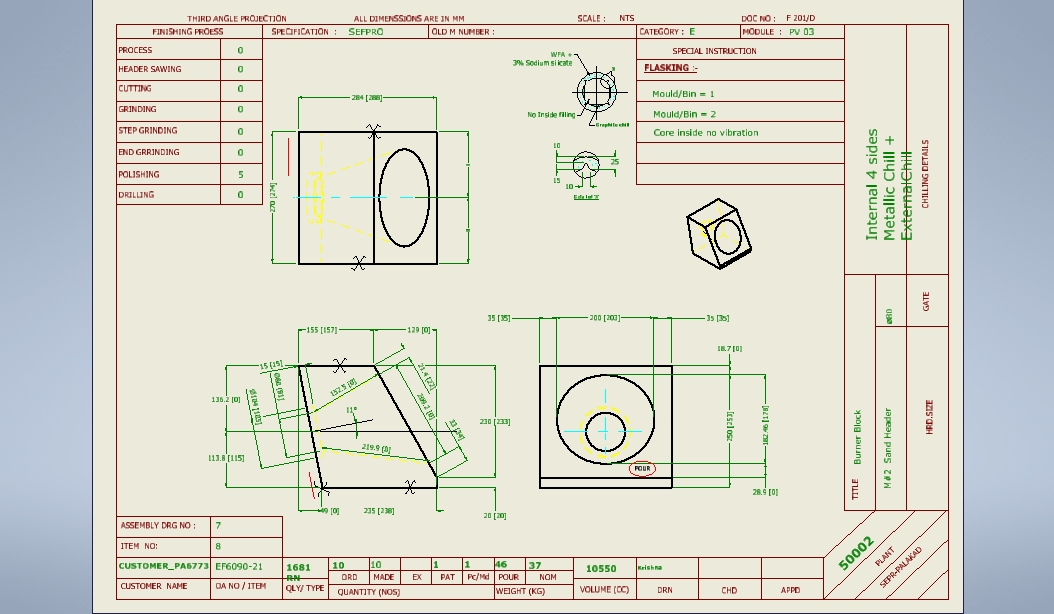 THIRD ANGLE PROJECTION ALL DIMENSSIONS ARE IN MM SCALE : NTS DOC NO : F 201/D
FINISHING PROESS SPECIFICATION : SEFPRO OLD M NUMBER : CATEGORY : E MODULE : PV 03
PROCESS 0
HEADER SAWING 0
CUTTING 0
GRINDING 0
STEP GRINDING 0
END GRRINDING 0
POLISHING 5
DRILLING 0
SPECIAL INSTRUCTION
FLASKING :-
Mould/Bin = 1
Mould/Bin = 2
Core inside no vibration
WFA +
3% Sodium silicate
No Inside filling
Graphite chill
10
25
15
10
284 [288]
270 [274]
Internal 4 sides
Metallic Chill +
ExternalChill
CHILLING DETAILS
ø80
GATE
TITLE
Burner Block
M#2 Sand Header
HRD.SIZE
155 [157] 129 [0]
15 [15]
152.5 [0]
136.2 [0]
11°
219.9 [0]
113.8 [115]
230 [233]
49 [0] 235 [238]
20 [20]
35 [35] 200 [203] 35 [35]
18.7 [0]
250 [253]
182.46 [178]
28.9 [0]
POUR
ASSEMBLY DRG NO : 7
ITEM NO: 8
CUSTOMER_PA6773 EF6090-21 1681 RN 10 10 1 1 46 37 10550 Krishna
ORD MADE EX PAT Pc/Md POUR NOM
CUSTOMER NAME OA NO / ITEM QLY/ TYPE QUANTITY (NOS) WEIGHT (KG) VOLUME (CC) DRN CHD APPD
50002
PLANT
SEPR-PALAKAD